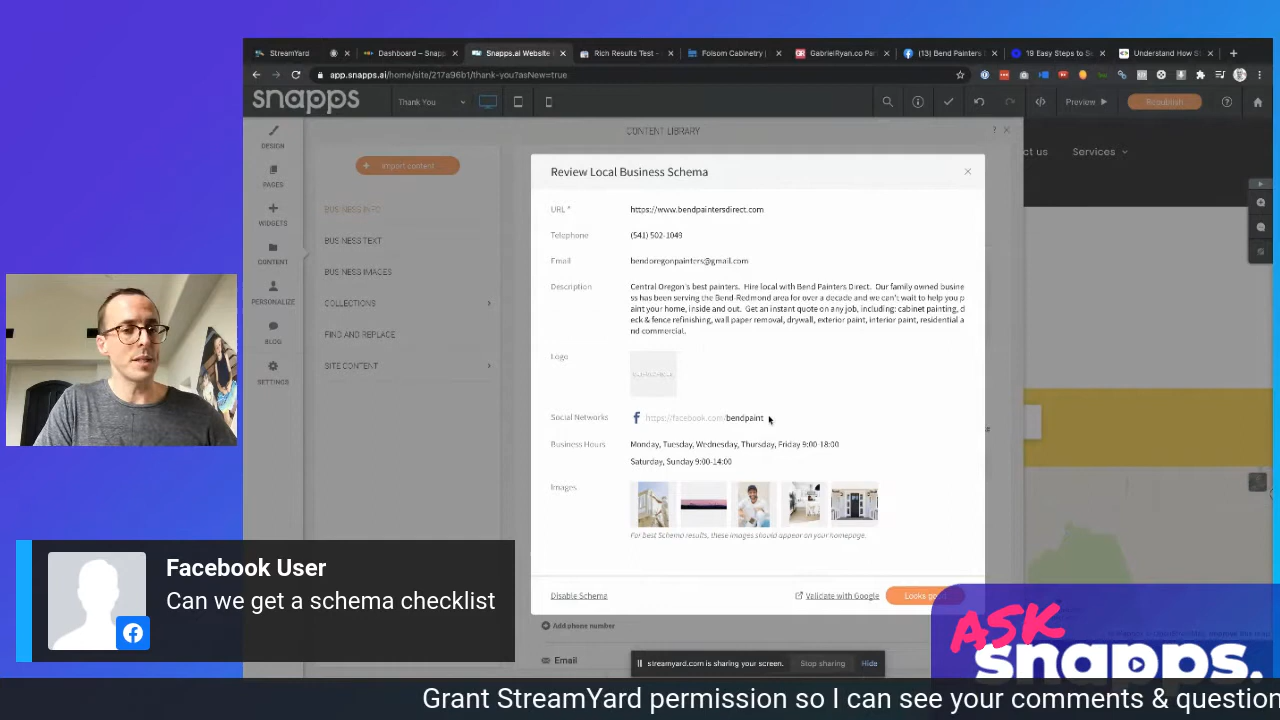 StreamYard
Dashboard – Snap
Snapps.ai Website
Rich Results Test -
Folsom Cabinetry |
GabrielRyan.co Par
(13) Bend Painters
19 Easy Steps to S
Understand How S
app.snapps.ai/home/site/217a96b1/thank-you?asNew=true
snapps
Thank You
Preview
Republish
DESIGN
PAGES
WIDGETS
CONTENT
PERSONALIZE
BLOG
SETTINGS
CONTENT LIBRARY
Import content
BUSINESS INFO
BUSINESS TEXT
BUSINESS IMAGES
COLLECTIONS
FIND AND REPLACE
SITE CONTENT
ct us
Services
Review Local Business Schema
URL *
https://www.bendpaintersdirect.com
Telephone
(541) 502-1049
Email
bendoregonpainters@gmail.com
Description
Central Oregon's best painters. Hire local with Bend Painters Direct. Our family owned busine
ss has been serving the Bend-Redmond area for over a decade and we can't wait to help you p
aint your home, inside and out. Get an instant quote on any job, including: cabinet painting, d
eck & fence refinishing, wall paper removal, drywall, exterior paint, interior paint, residential a
nd commercial.
Logo
Social Networks
https://facebook.com/bendpaint
Business Hours
Monday, Tuesday, Wednesday, Thursday, Friday 9:00-18:00
Saturday, Sunday 9:00-14:00
Images
For best Schema results, these images should appear on your homepage.
Disable Schema
Validate with Google
Looks
Add phone number
Email
streamyard.com is sharing your screen.
Stop sharing
Hide
Facebook User
Can we get a schema checklist
ASK
snapps.
Grant StreamYard permission so I can see your comments & question